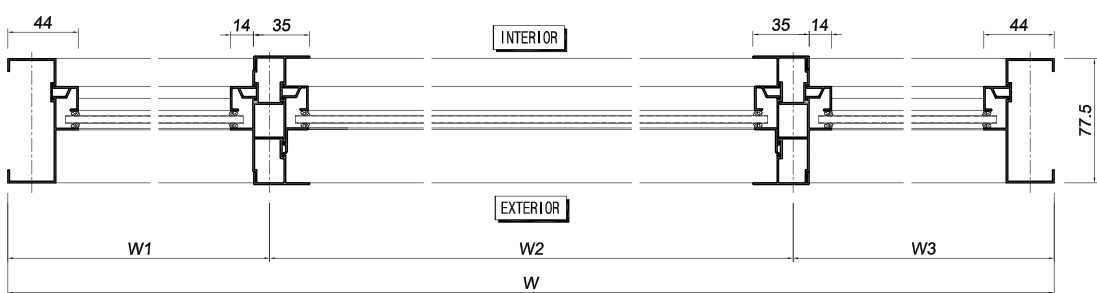 44 14 35 INTERIOR 35 14 44
77.5
EXTERIOR
W1 W2 W3
W